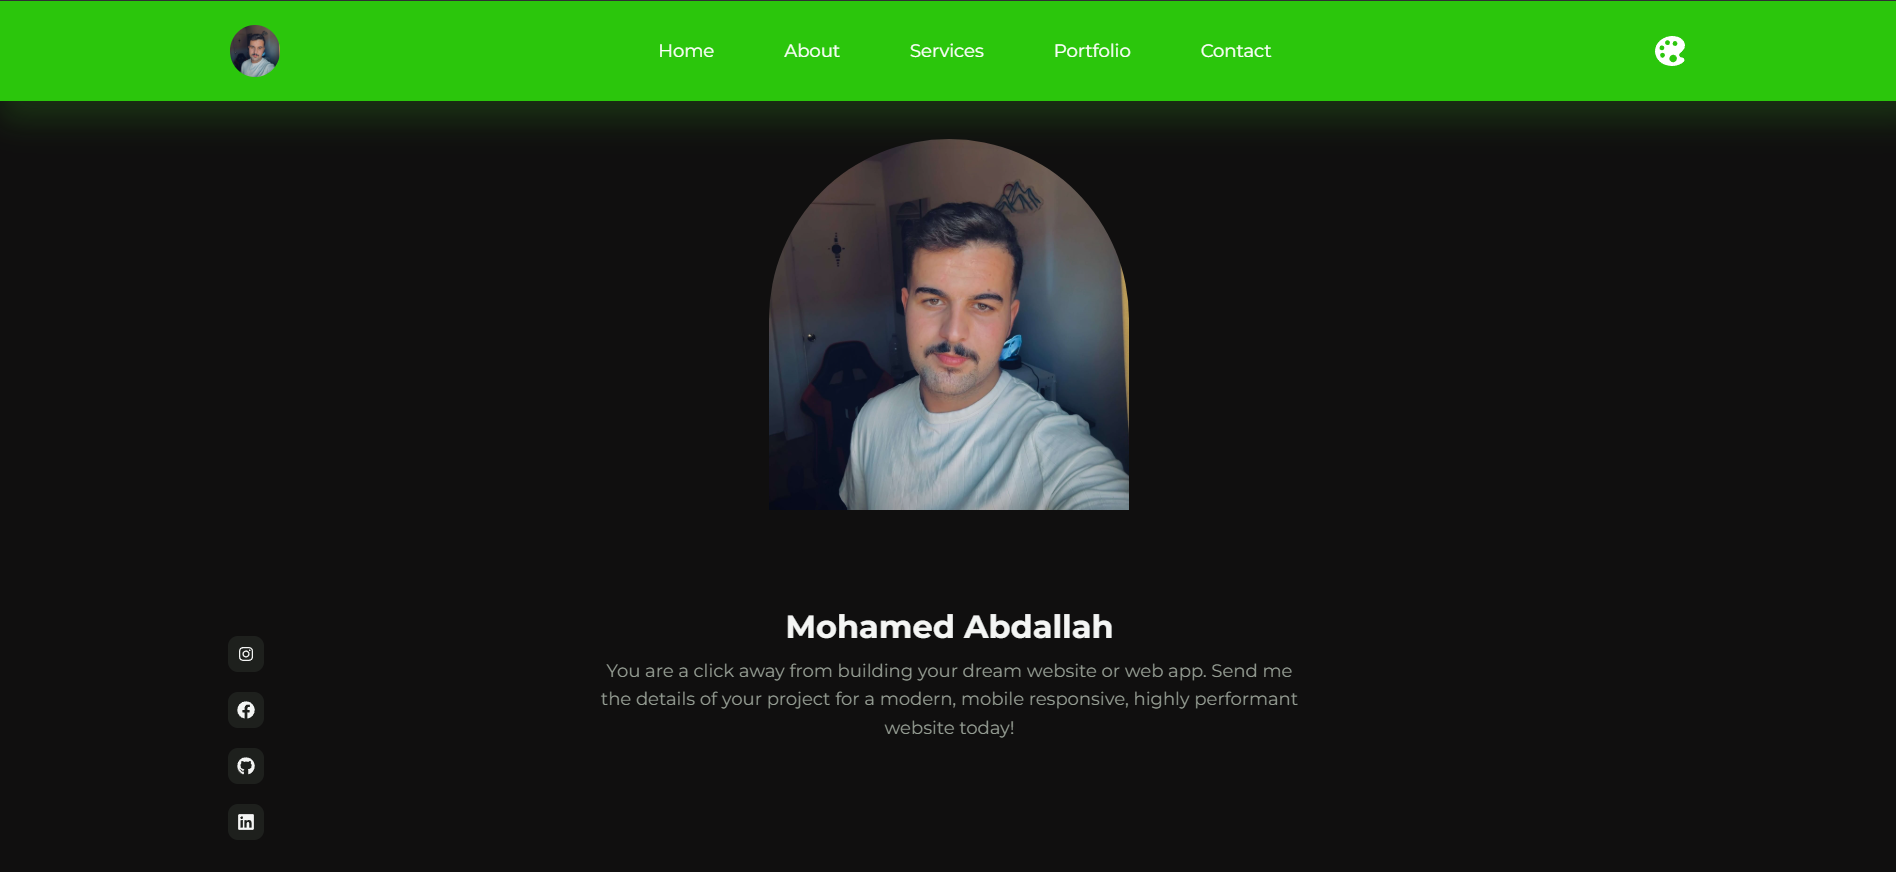 Home
About
Services
Portfolio
Contact
Mohamed Abdallah
You are a click away from building your dream website or web app. Send me
the details of your project for a modern, mobile responsive, highly performant
website today!